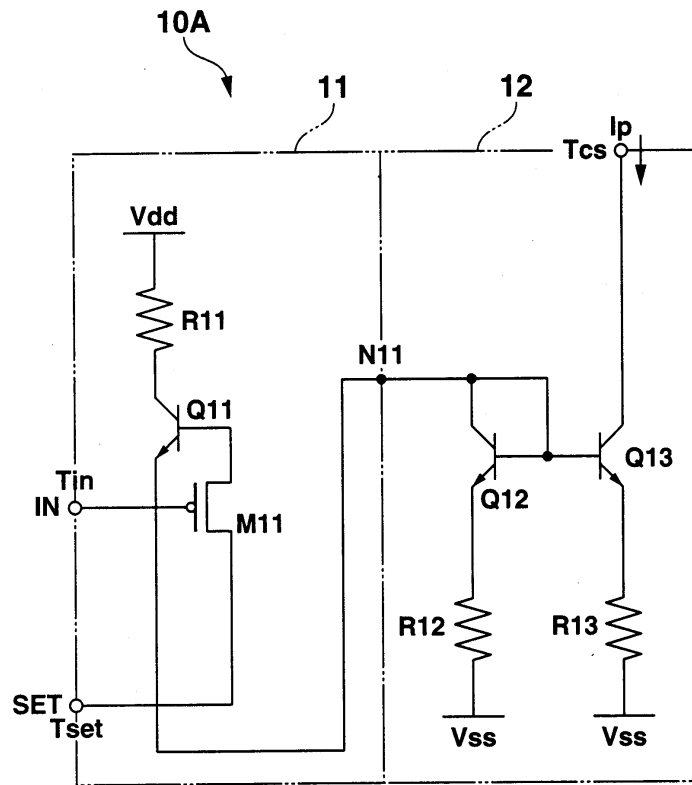 10A
11
12
Ip
Tcs
Vdd
R11
N11
Q11
Q13
Tin
Q12
IN
M11
R12
R13
SET
Tset
Vss
Vss